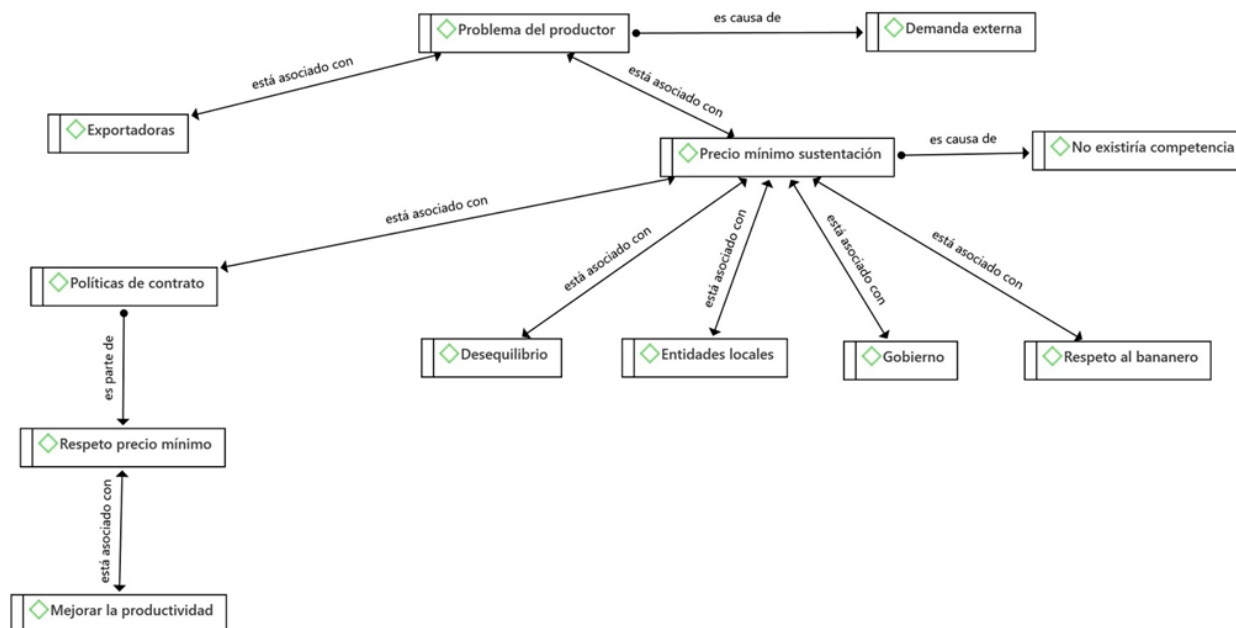 Problema del productor
es causa de
Demanda externa
está asociado con
está asociado con
Exportadoras
Precio mínimo sustentación
es causa de
No existiría competencia
está asociado con
está asociado con
está asociado con
está asociado con
está asociado con
Políticas de contrato
Desequilibrio
Entidades locales
Gobierno
Respeto al bananero
es parte de
Respeto precio mínimo
está asociado con
Mejorar la productividad